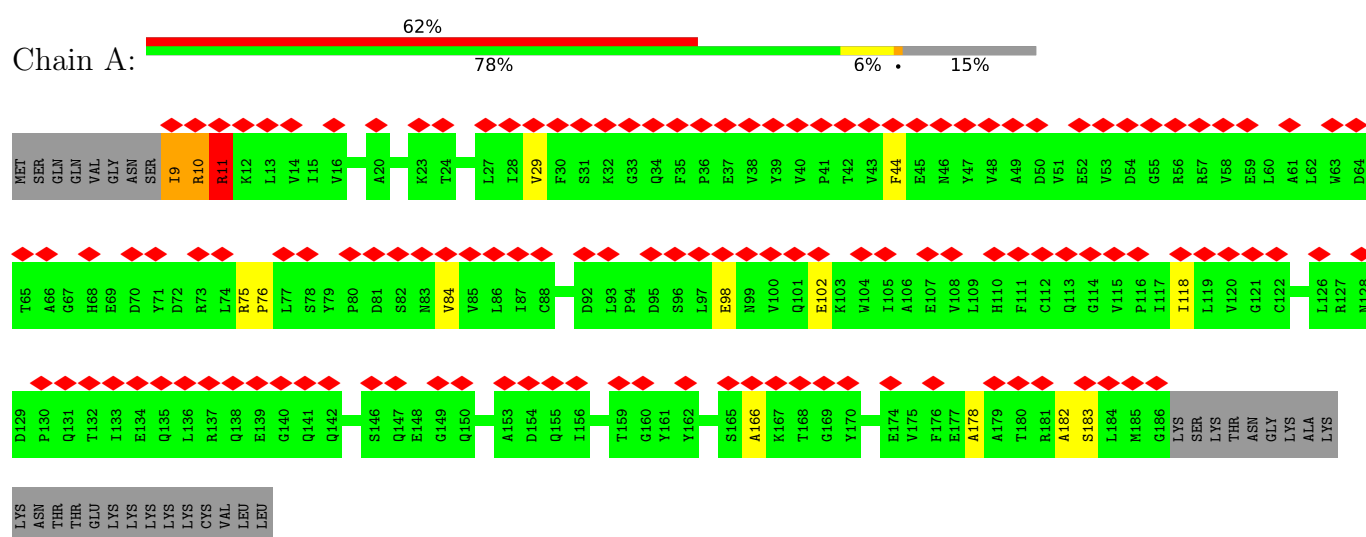 62%
Chain A:
78% 6% • 15%
MET SER GLN GLN VAL GLY ASN SER I9 R10 R11 K12 L13 V14 I15 V16 A20 K23 T24 L27 I28 V29 F30 S31 K32 G33 Q34 F35 P36 E37 V38 Y39 V40 P41 T42 V43 F44 E45 N46 Y47 V48 A49 D50 V51 E52 V53 D54 G55 R56 R57 V58 E59 L60 A61 L62 W63 D64
T65 A66 G67 H68 E69 D70 Y71 D72 R73 L74 R75 P76 L77 S78 Y79 P80 D81 S82 N83 V84 V85 L86 I87 C88 D92 L93 P94 D95 S96 L97 E98 N99 V100 Q101 E102 K103 W104 I105 A106 E107 V108 L109 H110 F111 C112 Q113 G114 V115 P116 I117 I118 L119 V120 G121 C122 L126 R127 N128
D129 P130 Q131 T132 I133 E134 Q135 L136 R137 Q138 E139 G140 Q141 Q142 S146 Q147 E148 G149 Q150 A153 D154 Q155 I156 T159 G160 Y161 Y162 S165 A166 K167 T168 G169 Y170 E174 V175 F176 E177 A178 A179 T180 R181 A182 S183 L184 M185 G186 LYS SER LYS THR ASN GLY LYS ALA LYS
LYS ASN THR THR GLU LYS LYS LYS LYS LYS CYS VAL LEU LEU